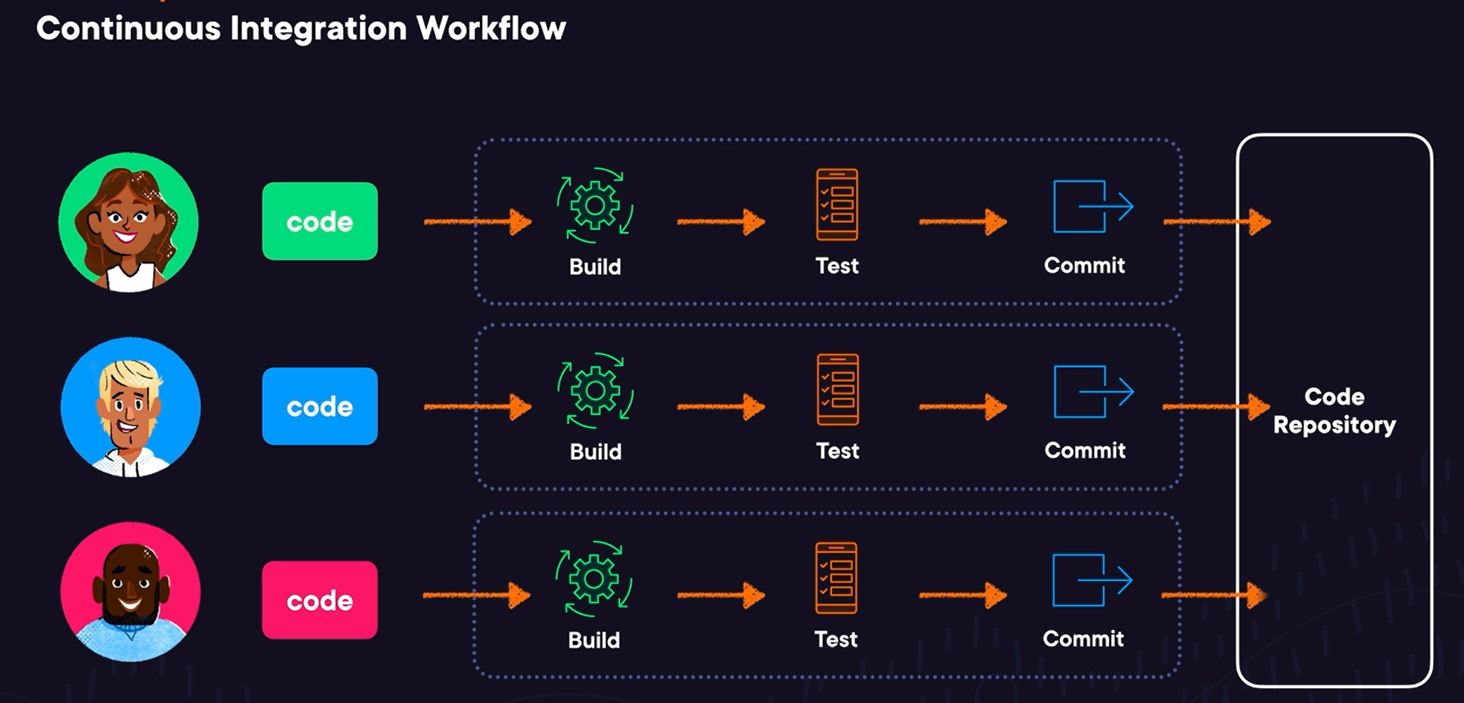 Continuous Integration Workflow
code
Build
Test
Commit
code
Build
Test
Commit
Code
Repository
code
Build
Test
Commit